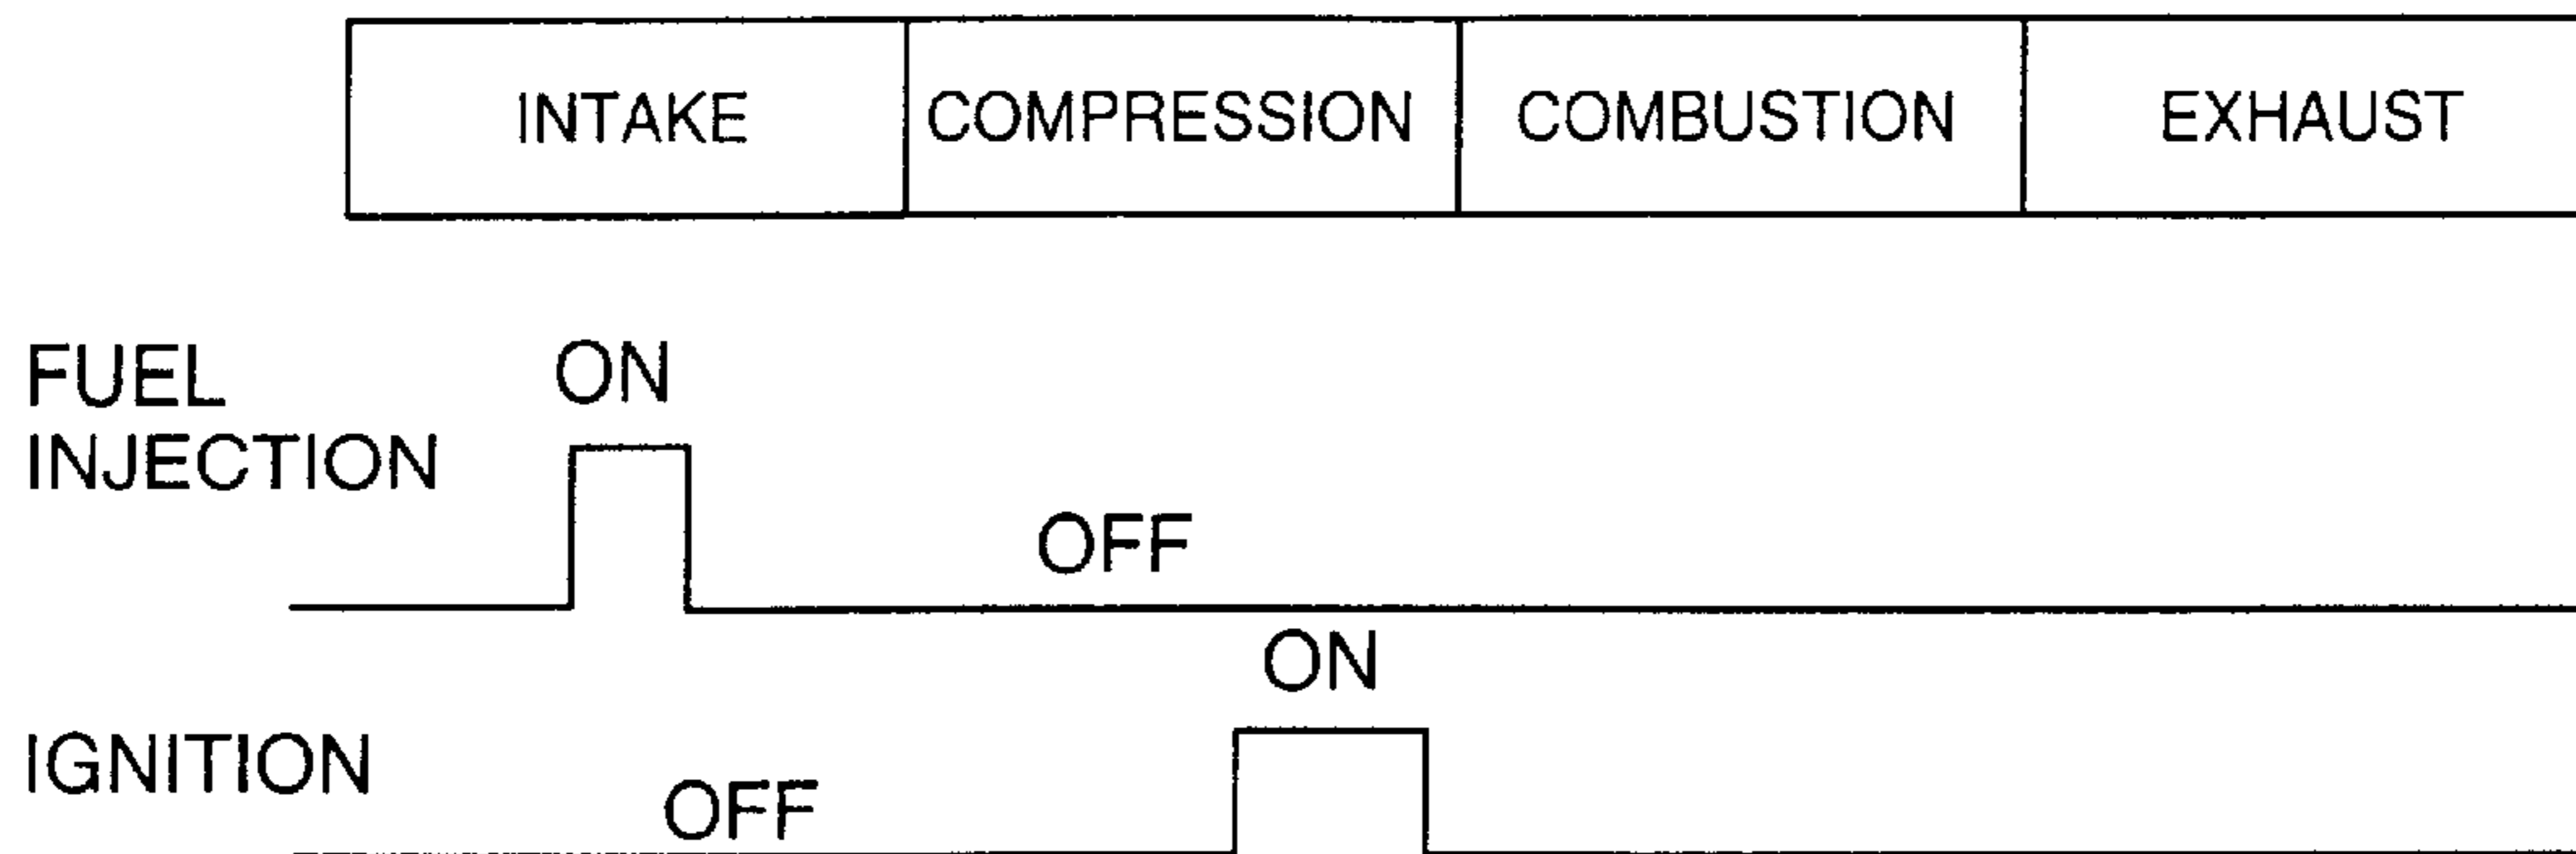 INTAKE COMPRESSION COMBUSTION EXHAUST
FUEL
INJECTION
ON
OFF
ON
IGNITION
OFF